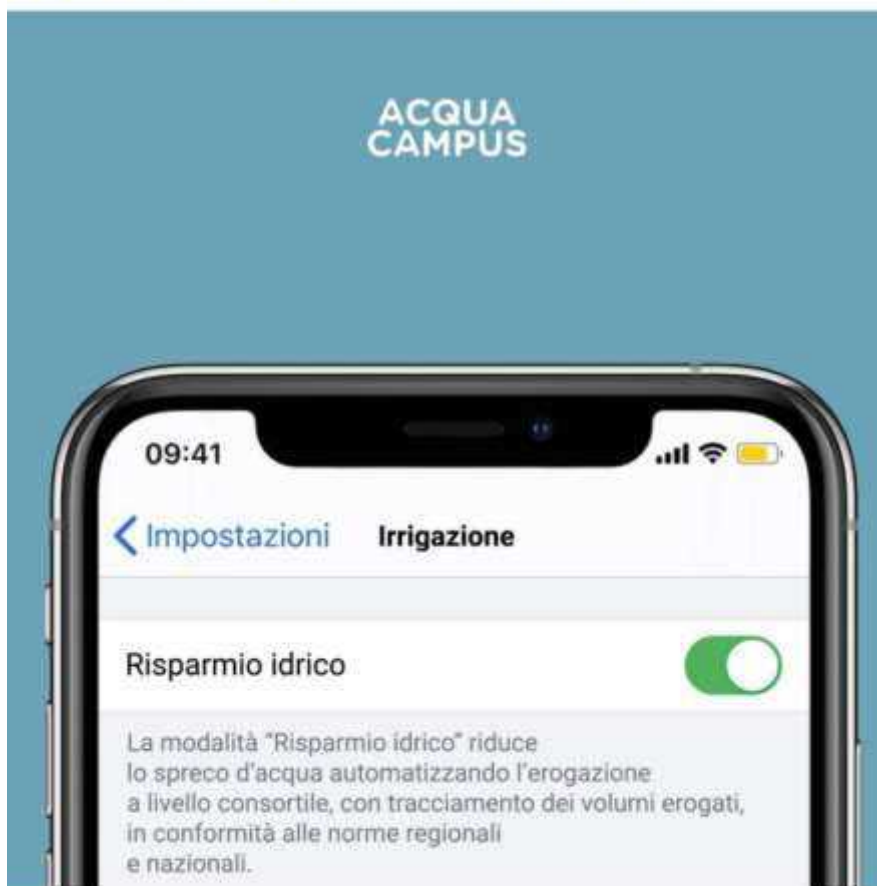 ACQUA
CAMPUS
09:41
Impostazioni Irrigazione
Risparmio idrico
La modalità "Risparmio idrico" riduce
lo spreco d'acqua automatizzando l'erogazione
a livello consortile, con tracciamento dei volumi erogati,
in conformità alle norme regionali
e nazionali.